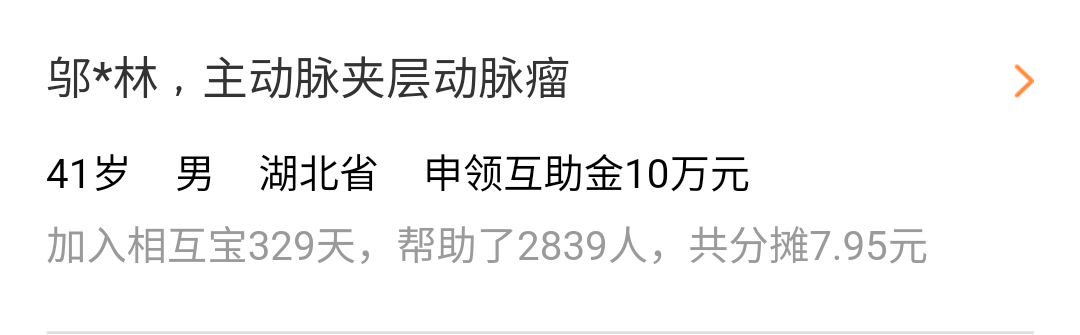 邬*林，主动脉夹层动脉瘤
41岁 男 湖北省 申领互助金10万元
加入相互宝329天，帮助了2839人，共分摊7.95元